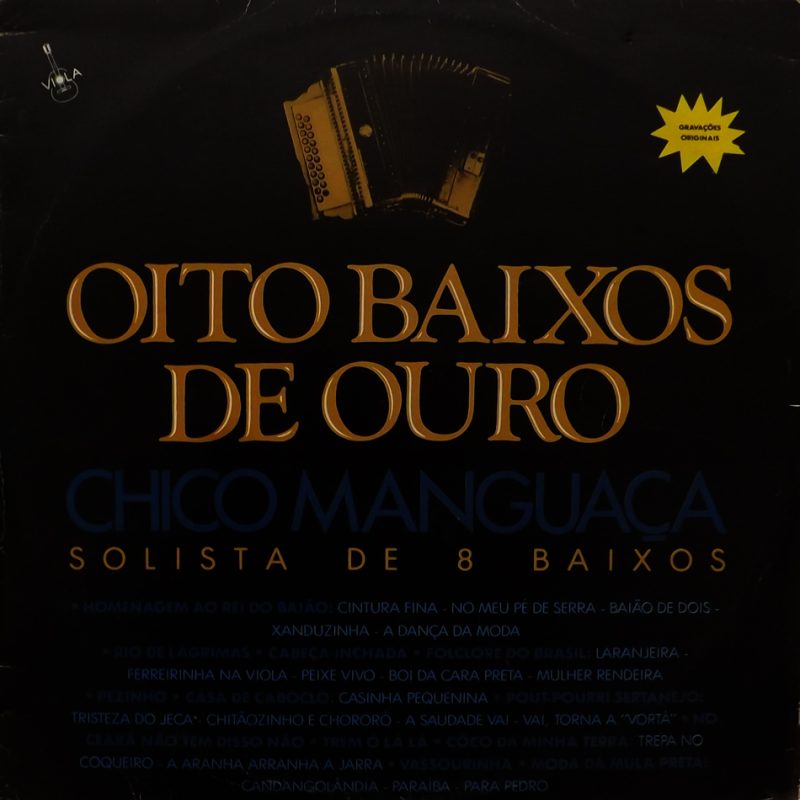 VIOLA
GRAVAÇÕES
ORIGINAIS
OITO BAIXOS
DE OURO
CHICO MANGUAÇA
SOLISTA DE 8 BAIXOS
• HOMENAGEM AO REI DO BAIÃO: CINTURA FINA - NO MEU PÉ DE SERRA - BAIÃO DE DOIS -
XANDUZINHA - A DANÇA DA MODA
• RIO DE LÁGRIMAS • CABEÇA INCHADA • FOLCLORE DO BRASIL: LARANJEIRA -
FERREIRINHA NA VIOLA - PEIXE VIVO - BOI DA CARA PRETA - MULHER RENDEIRA
• PEZINHO • CASA DE CABOCLO: CASINHA PEQUENINA • POUT-POURRI SERTANEJO:
TRISTEZA DO JECA - CHITÃOZINHO E CHORORÓ - A SAUDADE VAI - VAI, TORNA A "VORTÁ" • NO
CEARÁ NÃO TEM DISSO NÃO • TREM O LÁ LÁ • CÔCO DA MINHA TERRA: TREPA NO
COQUEIRO - A ARANHA ARRANHA A JARRA • VASSOURINHA • MODA DA MULA PRETA:
CANDANGOLÂNDIA - PARAÍBA - PARA PEDRO